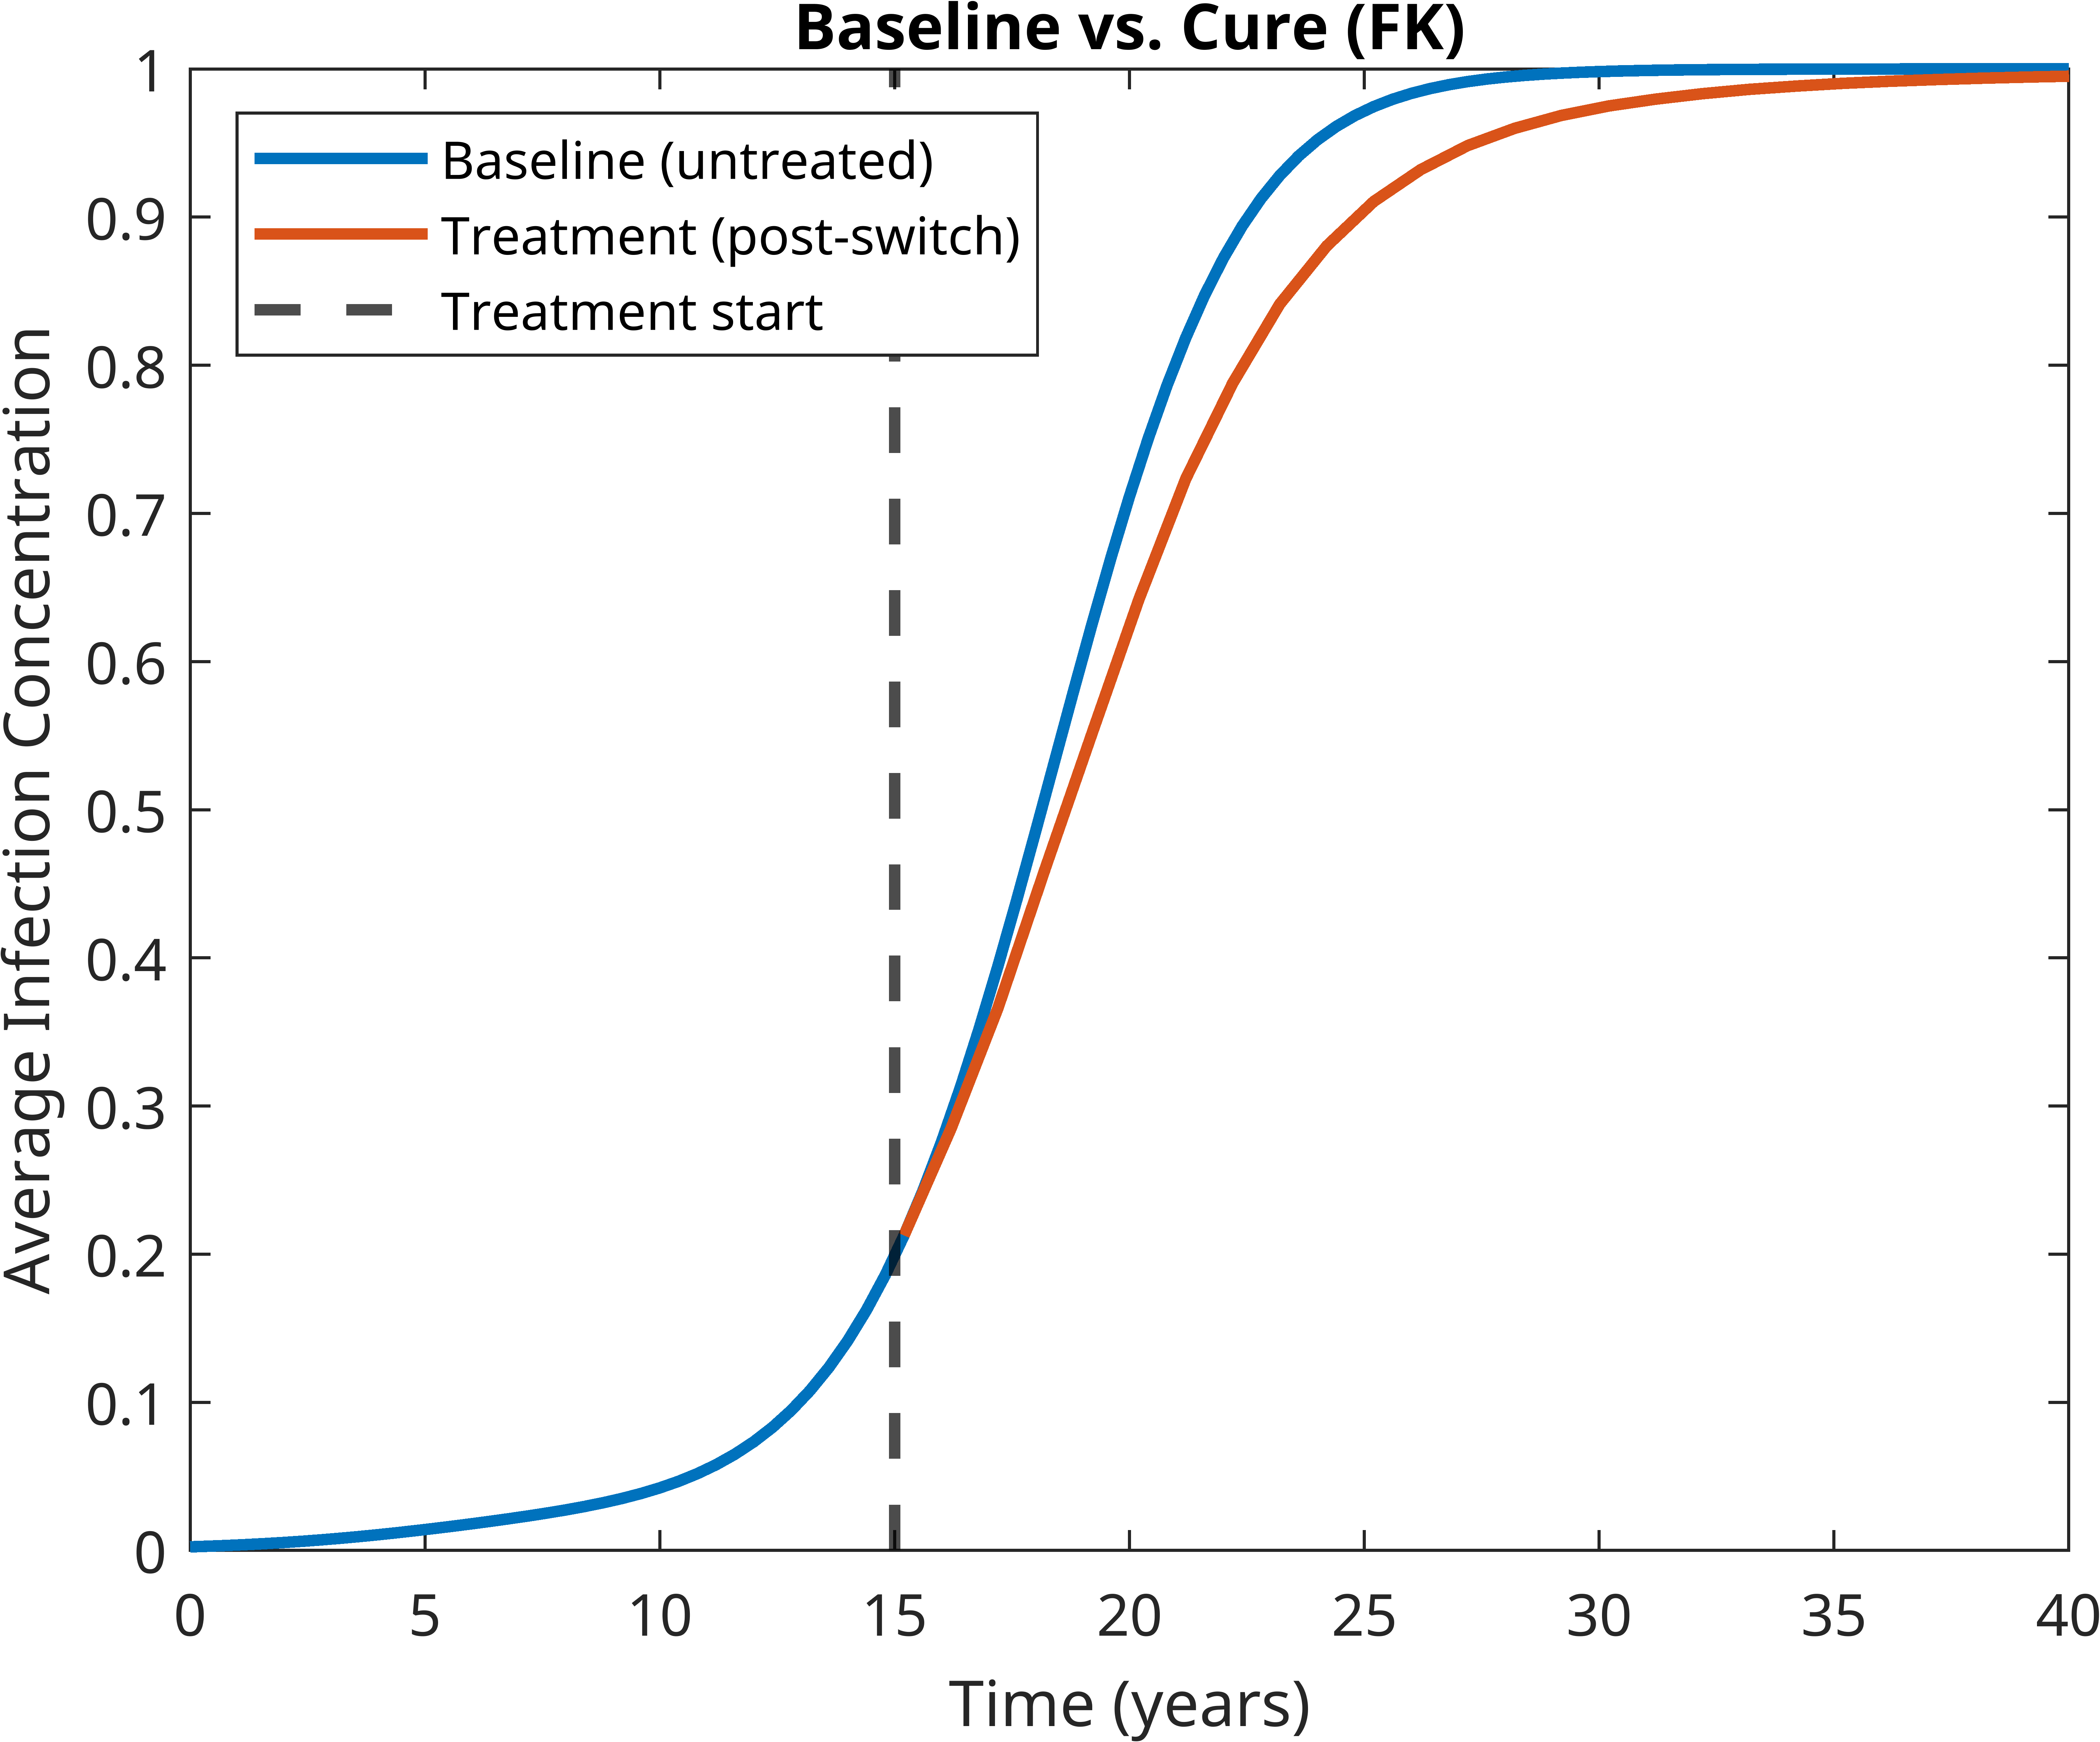 Baseline vs. Cure (FK)
Baseline (untreated)
Treatment (post-switch)
Treatment start
Average Infection Concentration
1
0.9
0.8
0.7
0.6
0.5
0.4
0.3
0.2
0.1
0
0 5 10 15 20 25 30 35 40
Time (years)